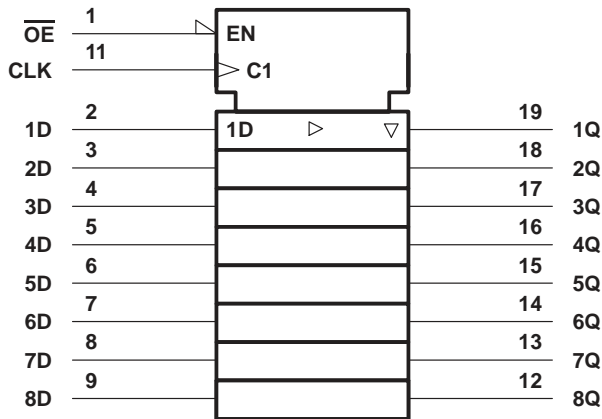 OE 1 EN
CLK 11 C1
1D 2 1D 19 1Q
2D 3 18 2Q
3D 4 17 3Q
4D 5 16 4Q
5D 6 15 5Q
6D 7 14 6Q
7D 8 13 7Q
8D 9 12 8Q